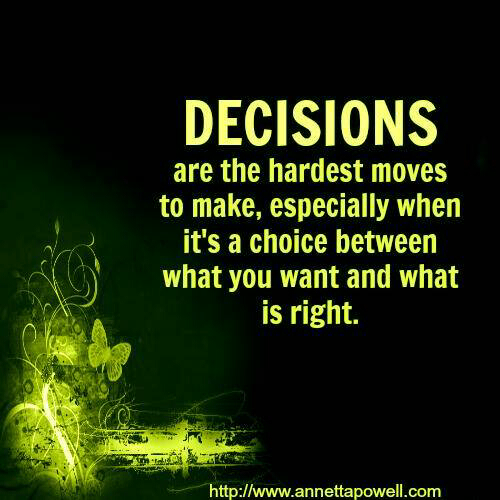 DECISIONS
are the hardest moves
to make, especially when
it's a choice between
what you want and what
is right.
http://www.annettapowell.com